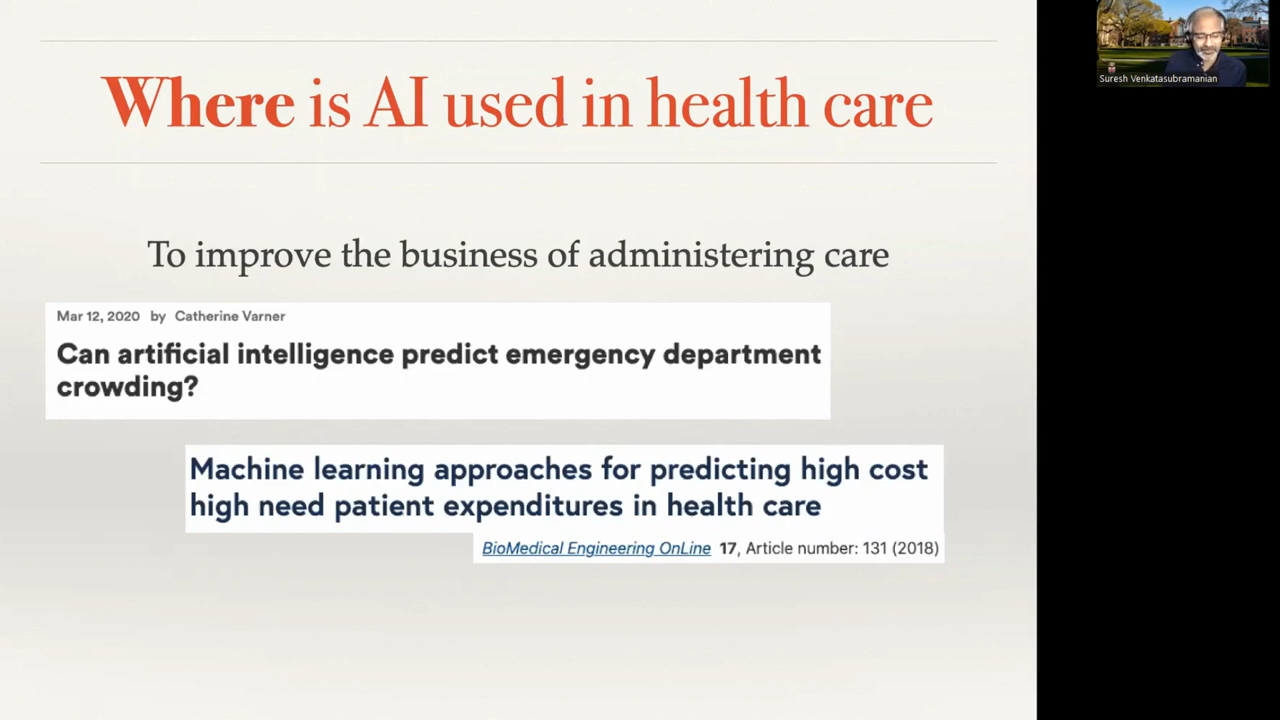 Where is AI used in health care
To improve the business of administering care
Mar 12, 2020 by Catherine Varner
Can artificial intelligence predict emergency department
crowding?
Machine learning approaches for predicting high cost
high need patient expenditures in health care
BioMedical Engineering OnLine 17, Article number: 131 (2018)
Suresh Venkatasubramanian